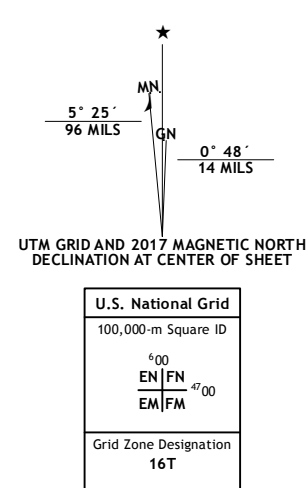 ★
MN
GN
5° 25´
96 MILS
0° 48´
14 MILS
UTM GRID AND 2017 MAGNETIC NORTH
DECLINATION AT CENTER OF SHEET
U.S. National Grid
100,000-m Square ID
⁶00
EN FN
⁴⁷00
EM FM
Grid Zone Designation
16T